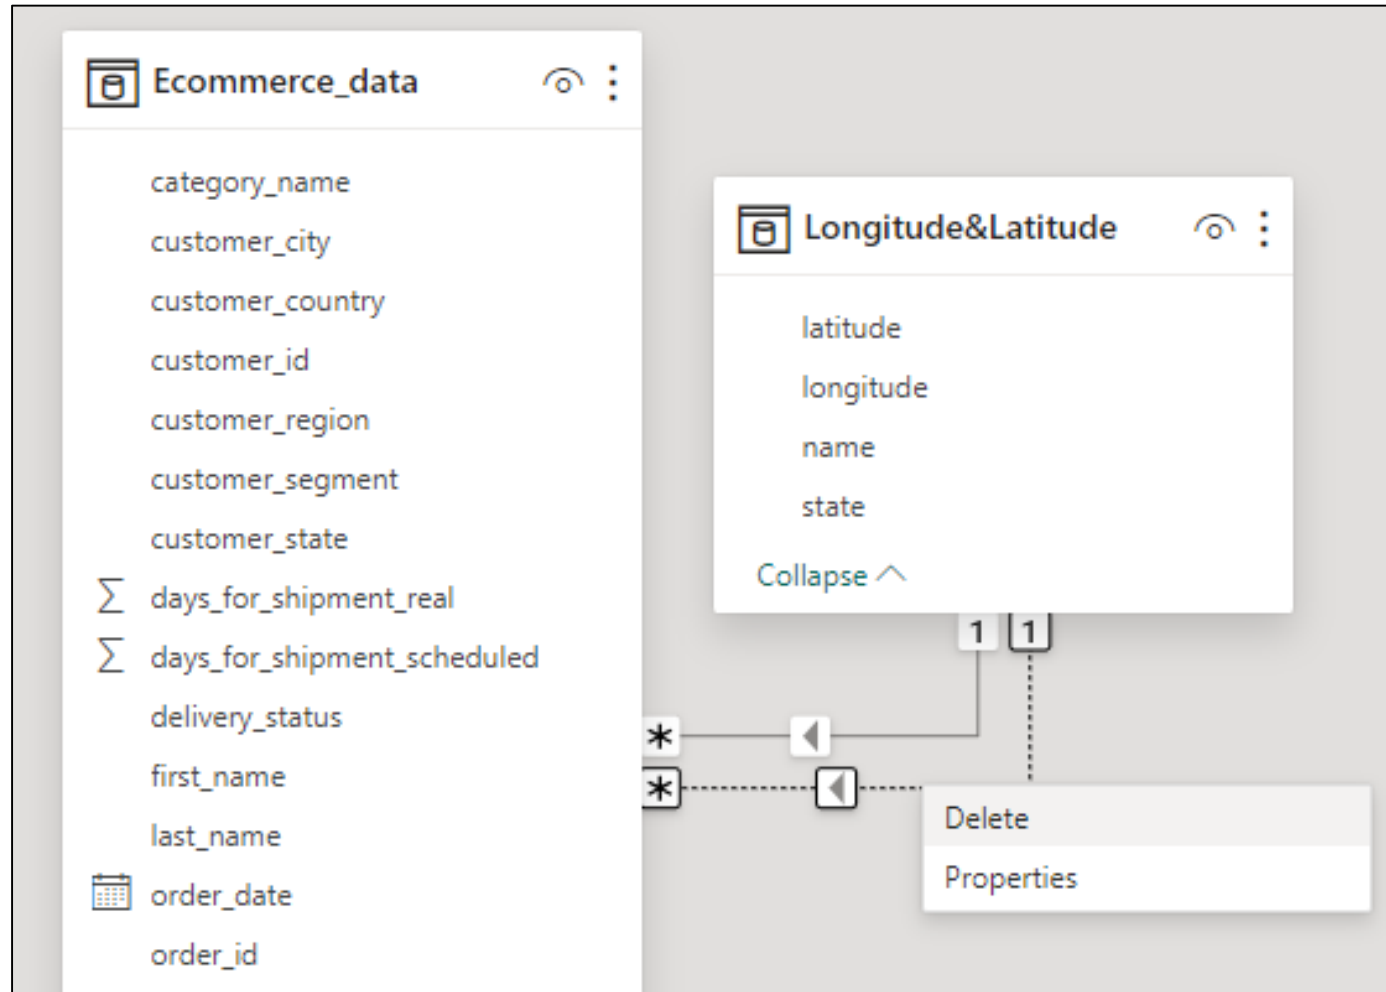 Ecommerce_data
category_name
customer_city
customer_country
customer_id
customer_region
customer_segment
customer_state
days_for_shipment_real
days_for_shipment_scheduled
delivery_status
first_name
last_name
order_date
order_id
Longitude&Latitude
latitude
longitude
name
state
Collapse
1 1
*
*
Delete
Properties